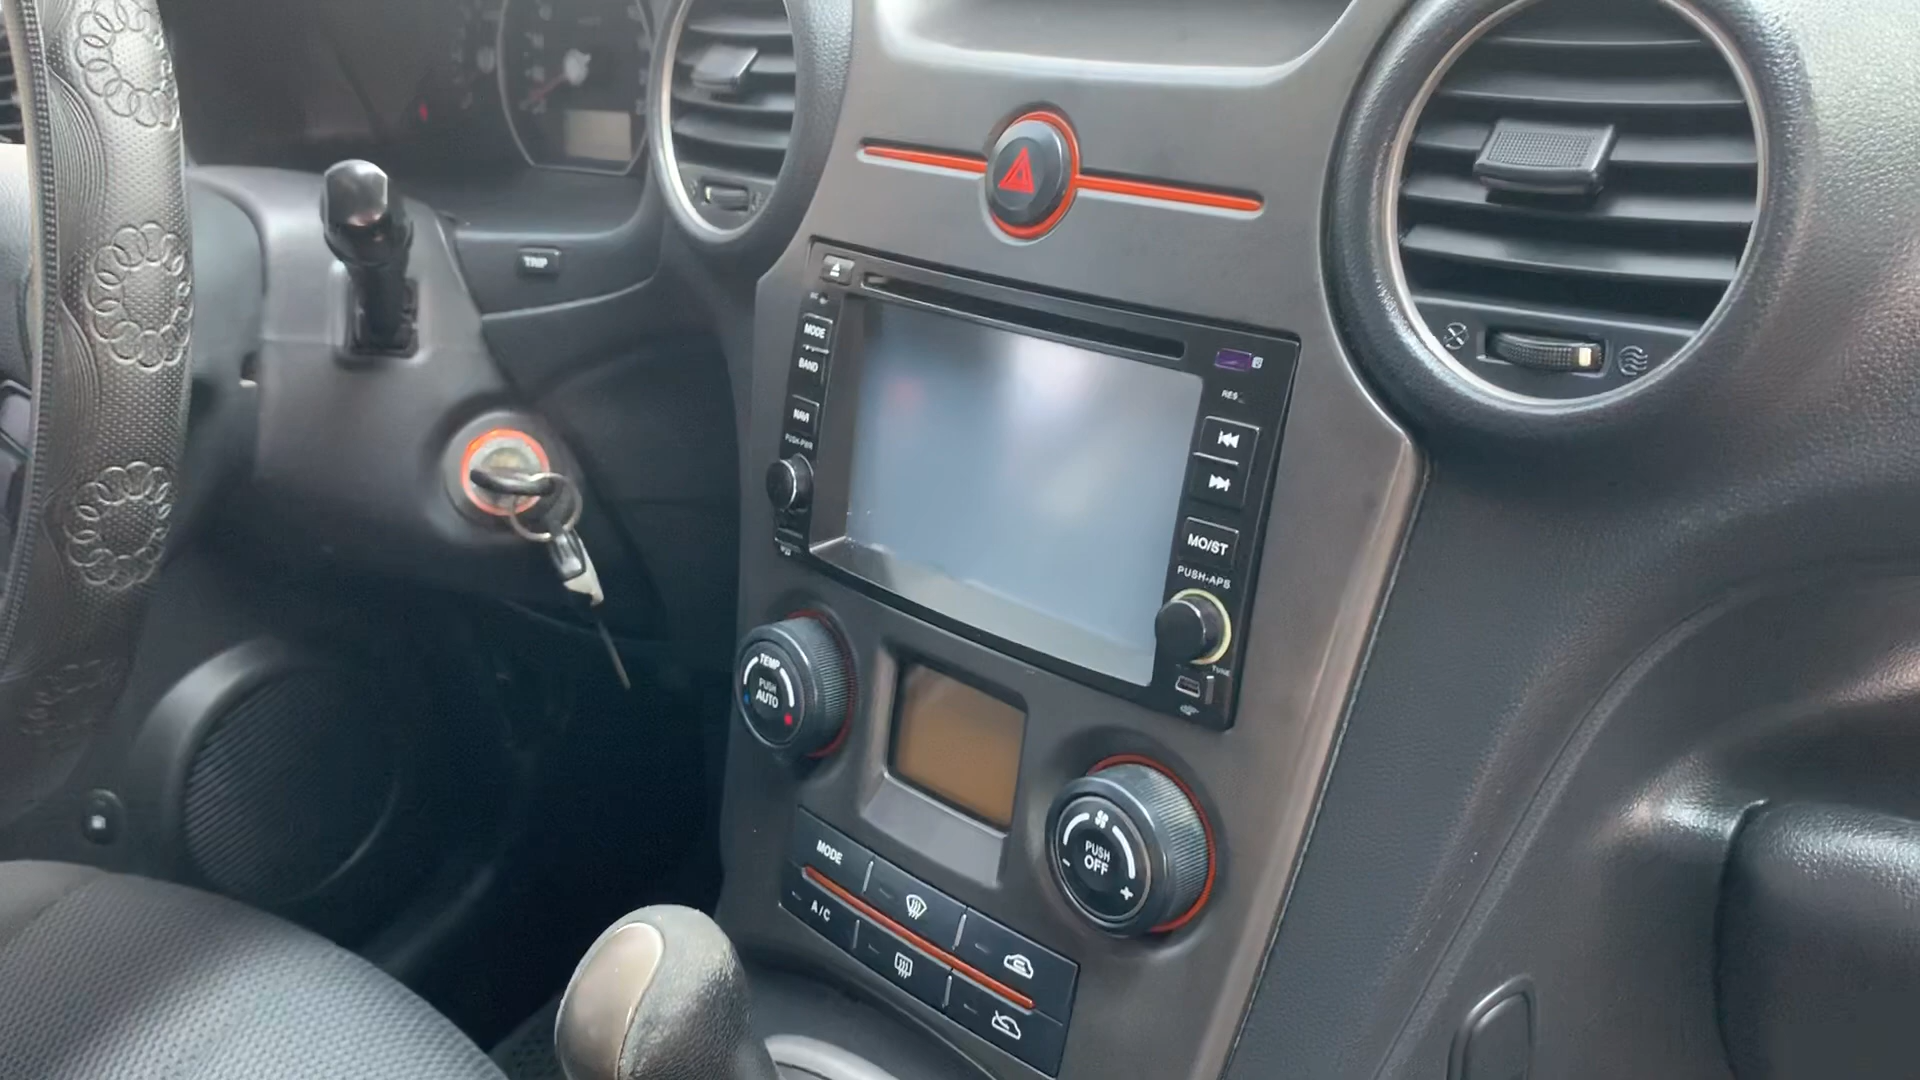 TRIP
MODE
BAND
NAVI
PUSH-PWR
RES
MO/ST
PUSH-APS
TUNE
TEMP
PUSH
AUTO
PUSH
OFF
MODE
A/C